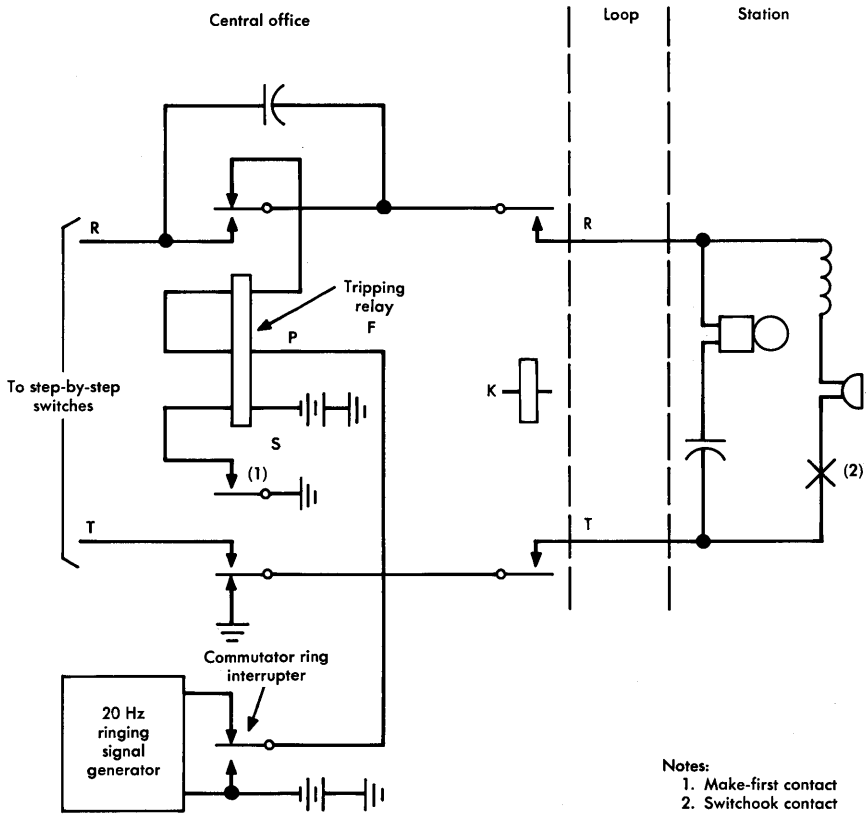 Central office
Loop
Station
R
R
Tripping
relay
F
P
To step-by-step
switches
K
S
(1)
(2)
T
T
Commutator ring
interrupter
20 Hz
ringing
signal
generator
Notes:
1. Make-first contact
2. Switchook contact